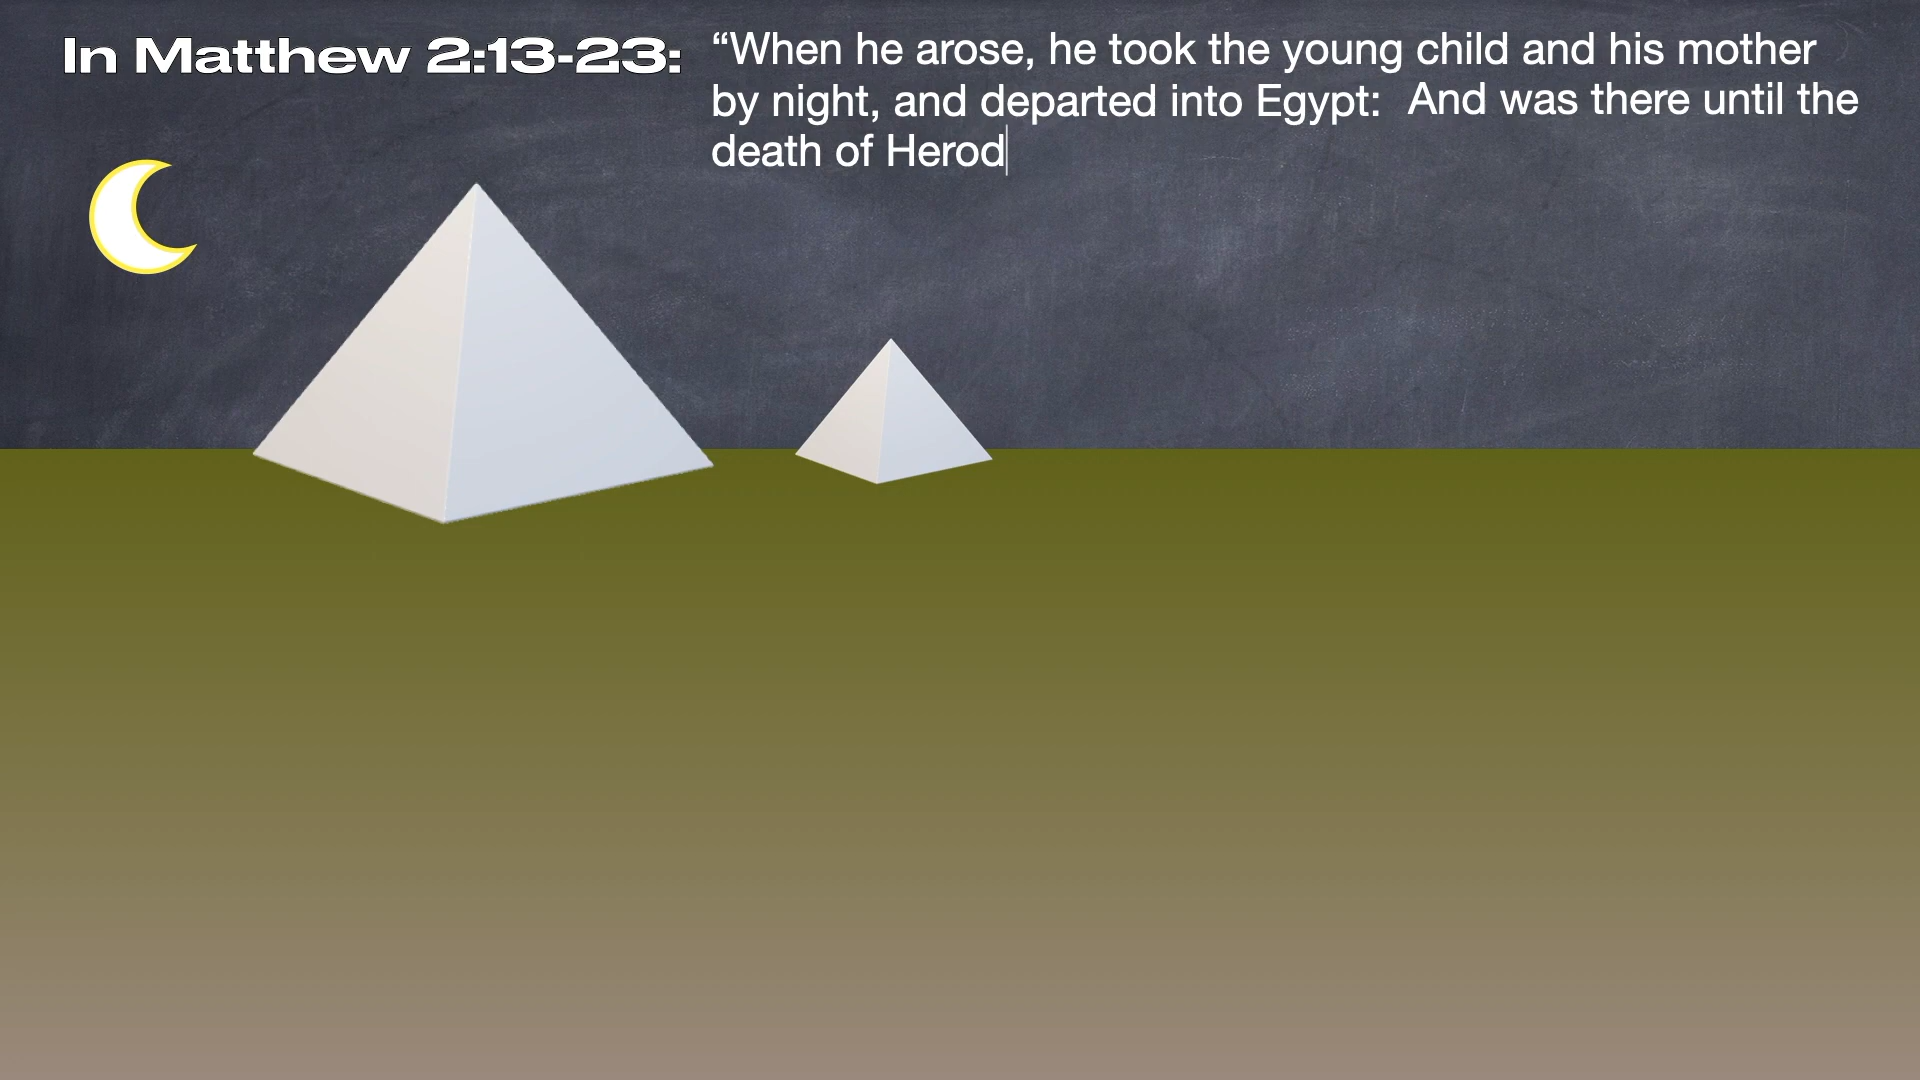 In Matthew 2:13-23:
“When he arose, he took the young child and his mother
by night, and departed into Egypt: And was there until the
death of Herod